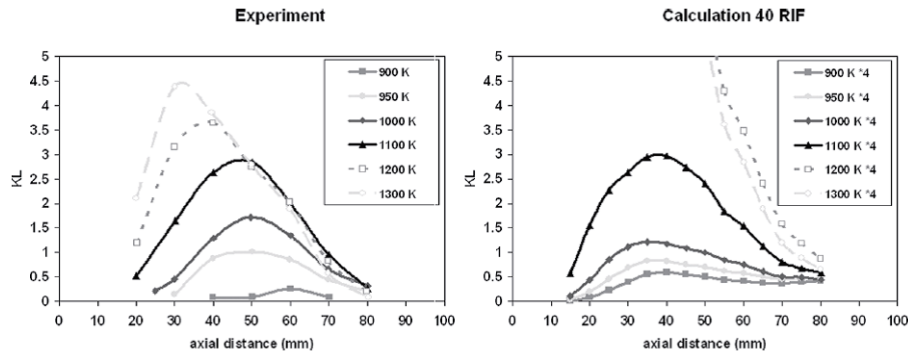 Experiment
KL
5
4.5
4
3.5
3
2.5
2
1.5
1
0.5
0
0 10 20 30 40 50 60 70 80 90 100
axial distance (mm)
900 K
950 K
1000 K
1100 K
1200 K
1300 K
Calculation 40 RIF
KL
5
4.5
4
3.5
3
2.5
2
1.5
1
0.5
0
0 10 20 30 40 50 60 70 80 90 100
axial distance (mm)
900 K *4
950 K *4
1000 K *4
1100 K *4
1200 K *4
1300 K *4